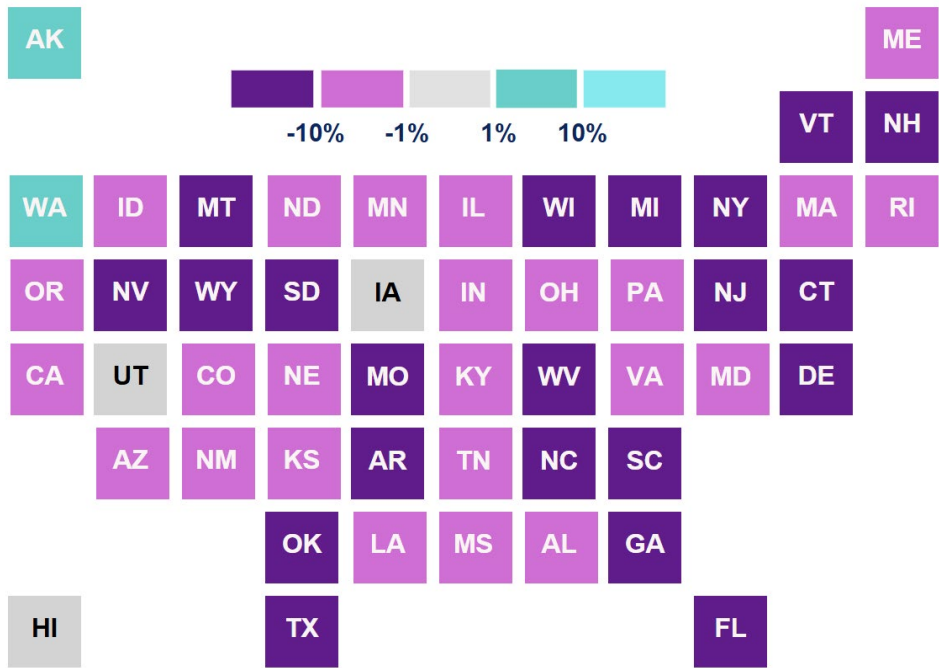 AK ME
-10% -1% 1% 10%
VT NH
WA ID MT ND MN IL WI MI NY MA RI
OR NV WY SD IA IN OH PA NJ CT
CA UT CO NE MO KY WV VA MD DE
AZ NM KS AR TN NC SC
OK LA MS AL GA
HI TX FL